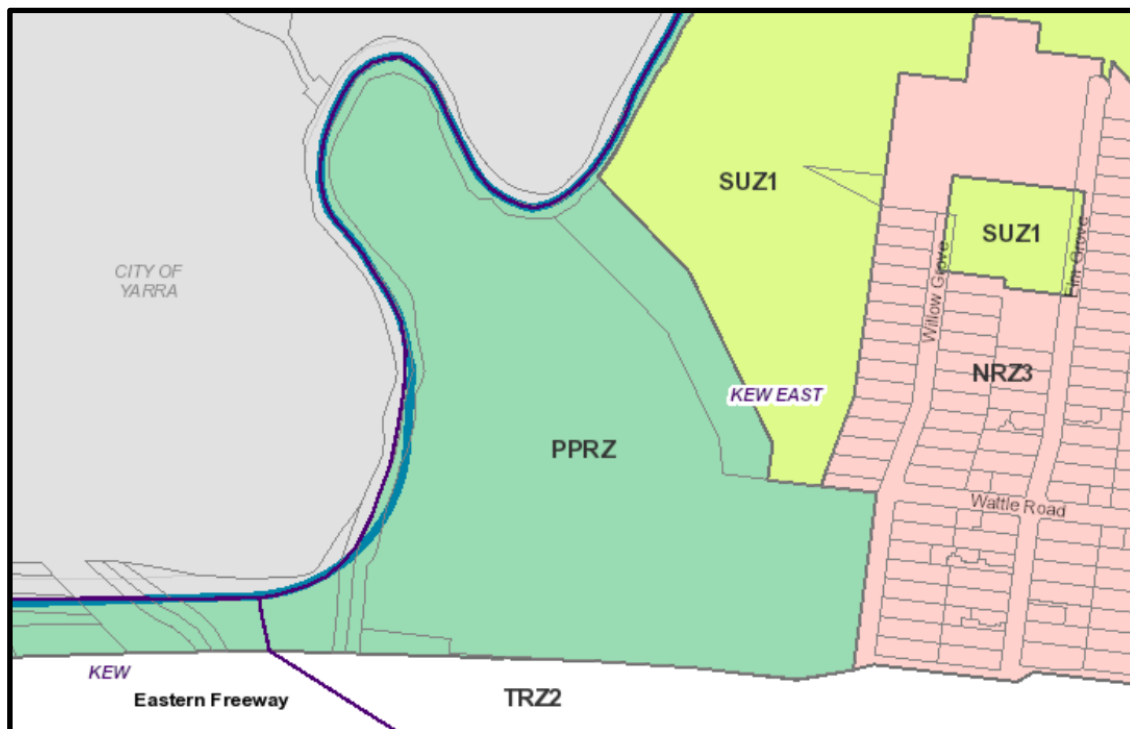 SUZ1
SUZ1
CITY OF
YARRA
Willow Grove
Elm Grove
NRZ3
KEW EAST
PPRZ
Wattle Road
KEW
Eastern Freeway
TRZ2